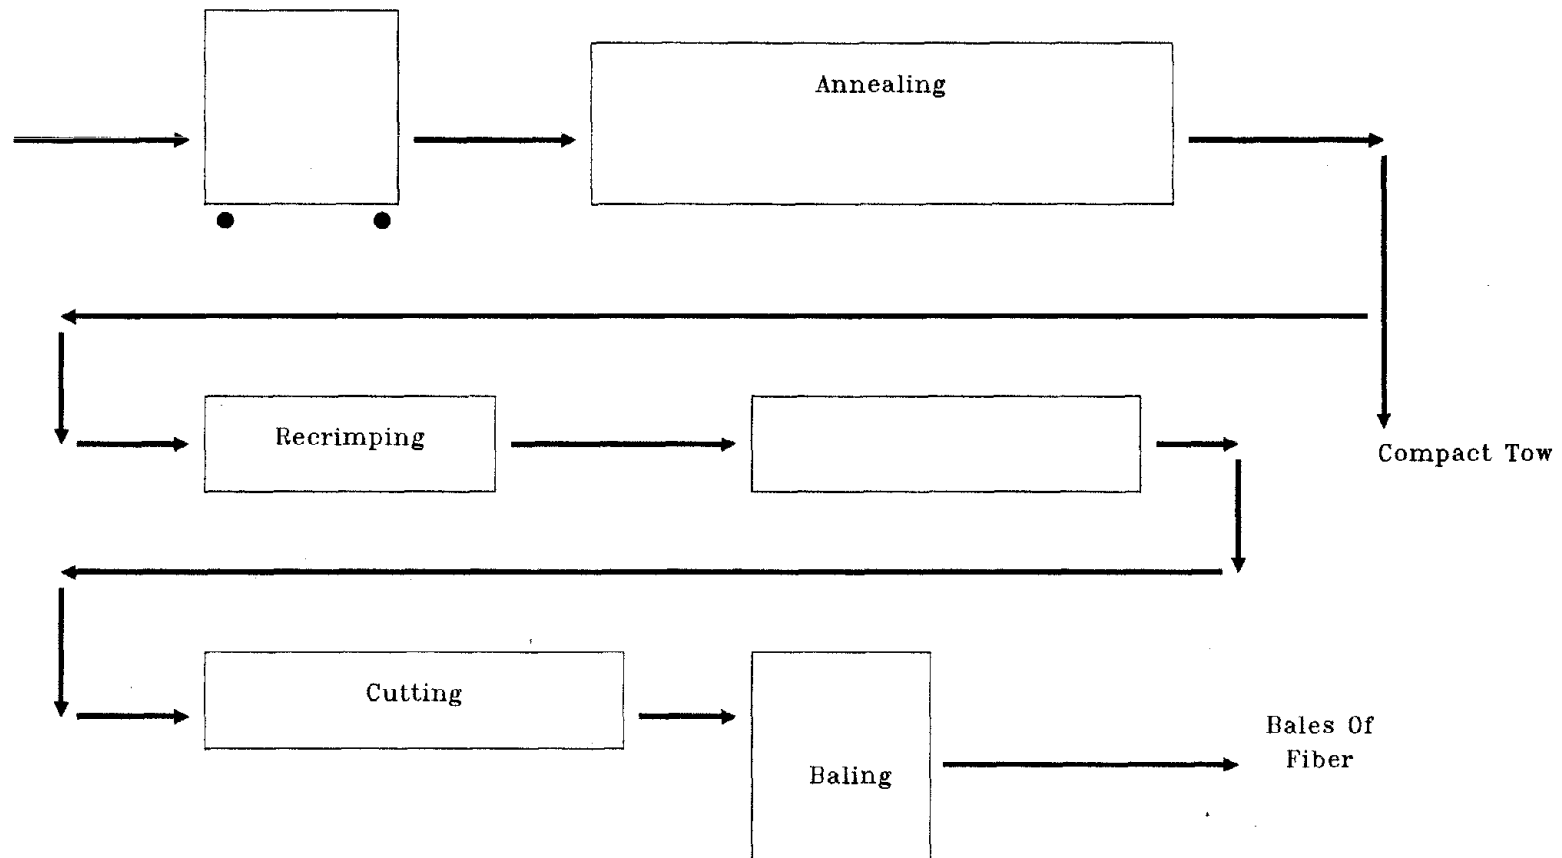 Annealing
Recrimping
Compact Tow
Cutting
Baling
Bales Of
Fiber